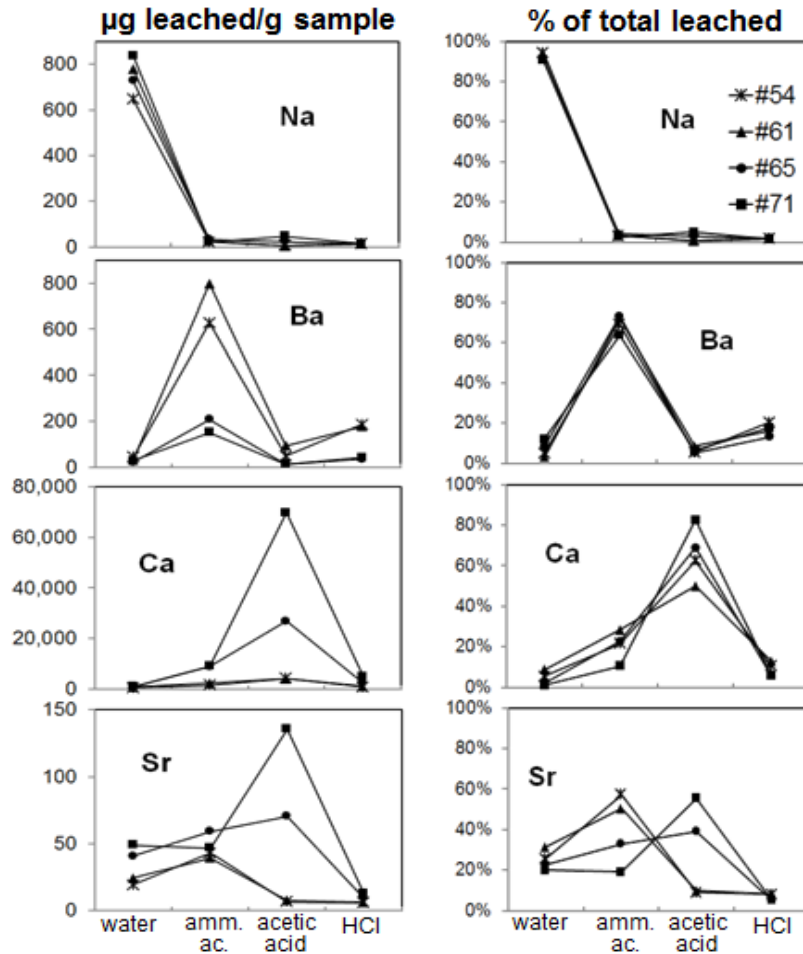 µg leached/g sample
% of total leached
800
600
400
200
0
Na
100%
80%
60%
40%
20%
0%
Na
#54
#61
#65
#71
800
600
400
200
0
Ba
100%
80%
60%
40%
20%
0%
Ba
80,000
60,000
40,000
20,000
0
Ca
100%
80%
60%
40%
20%
0%
Ca
150
100
50
0
Sr
100%
80%
60%
40%
20%
0%
Sr
water
amm.
ac.
acetic
acid
HCl
water
amm.
ac.
acetic
acid
HCl